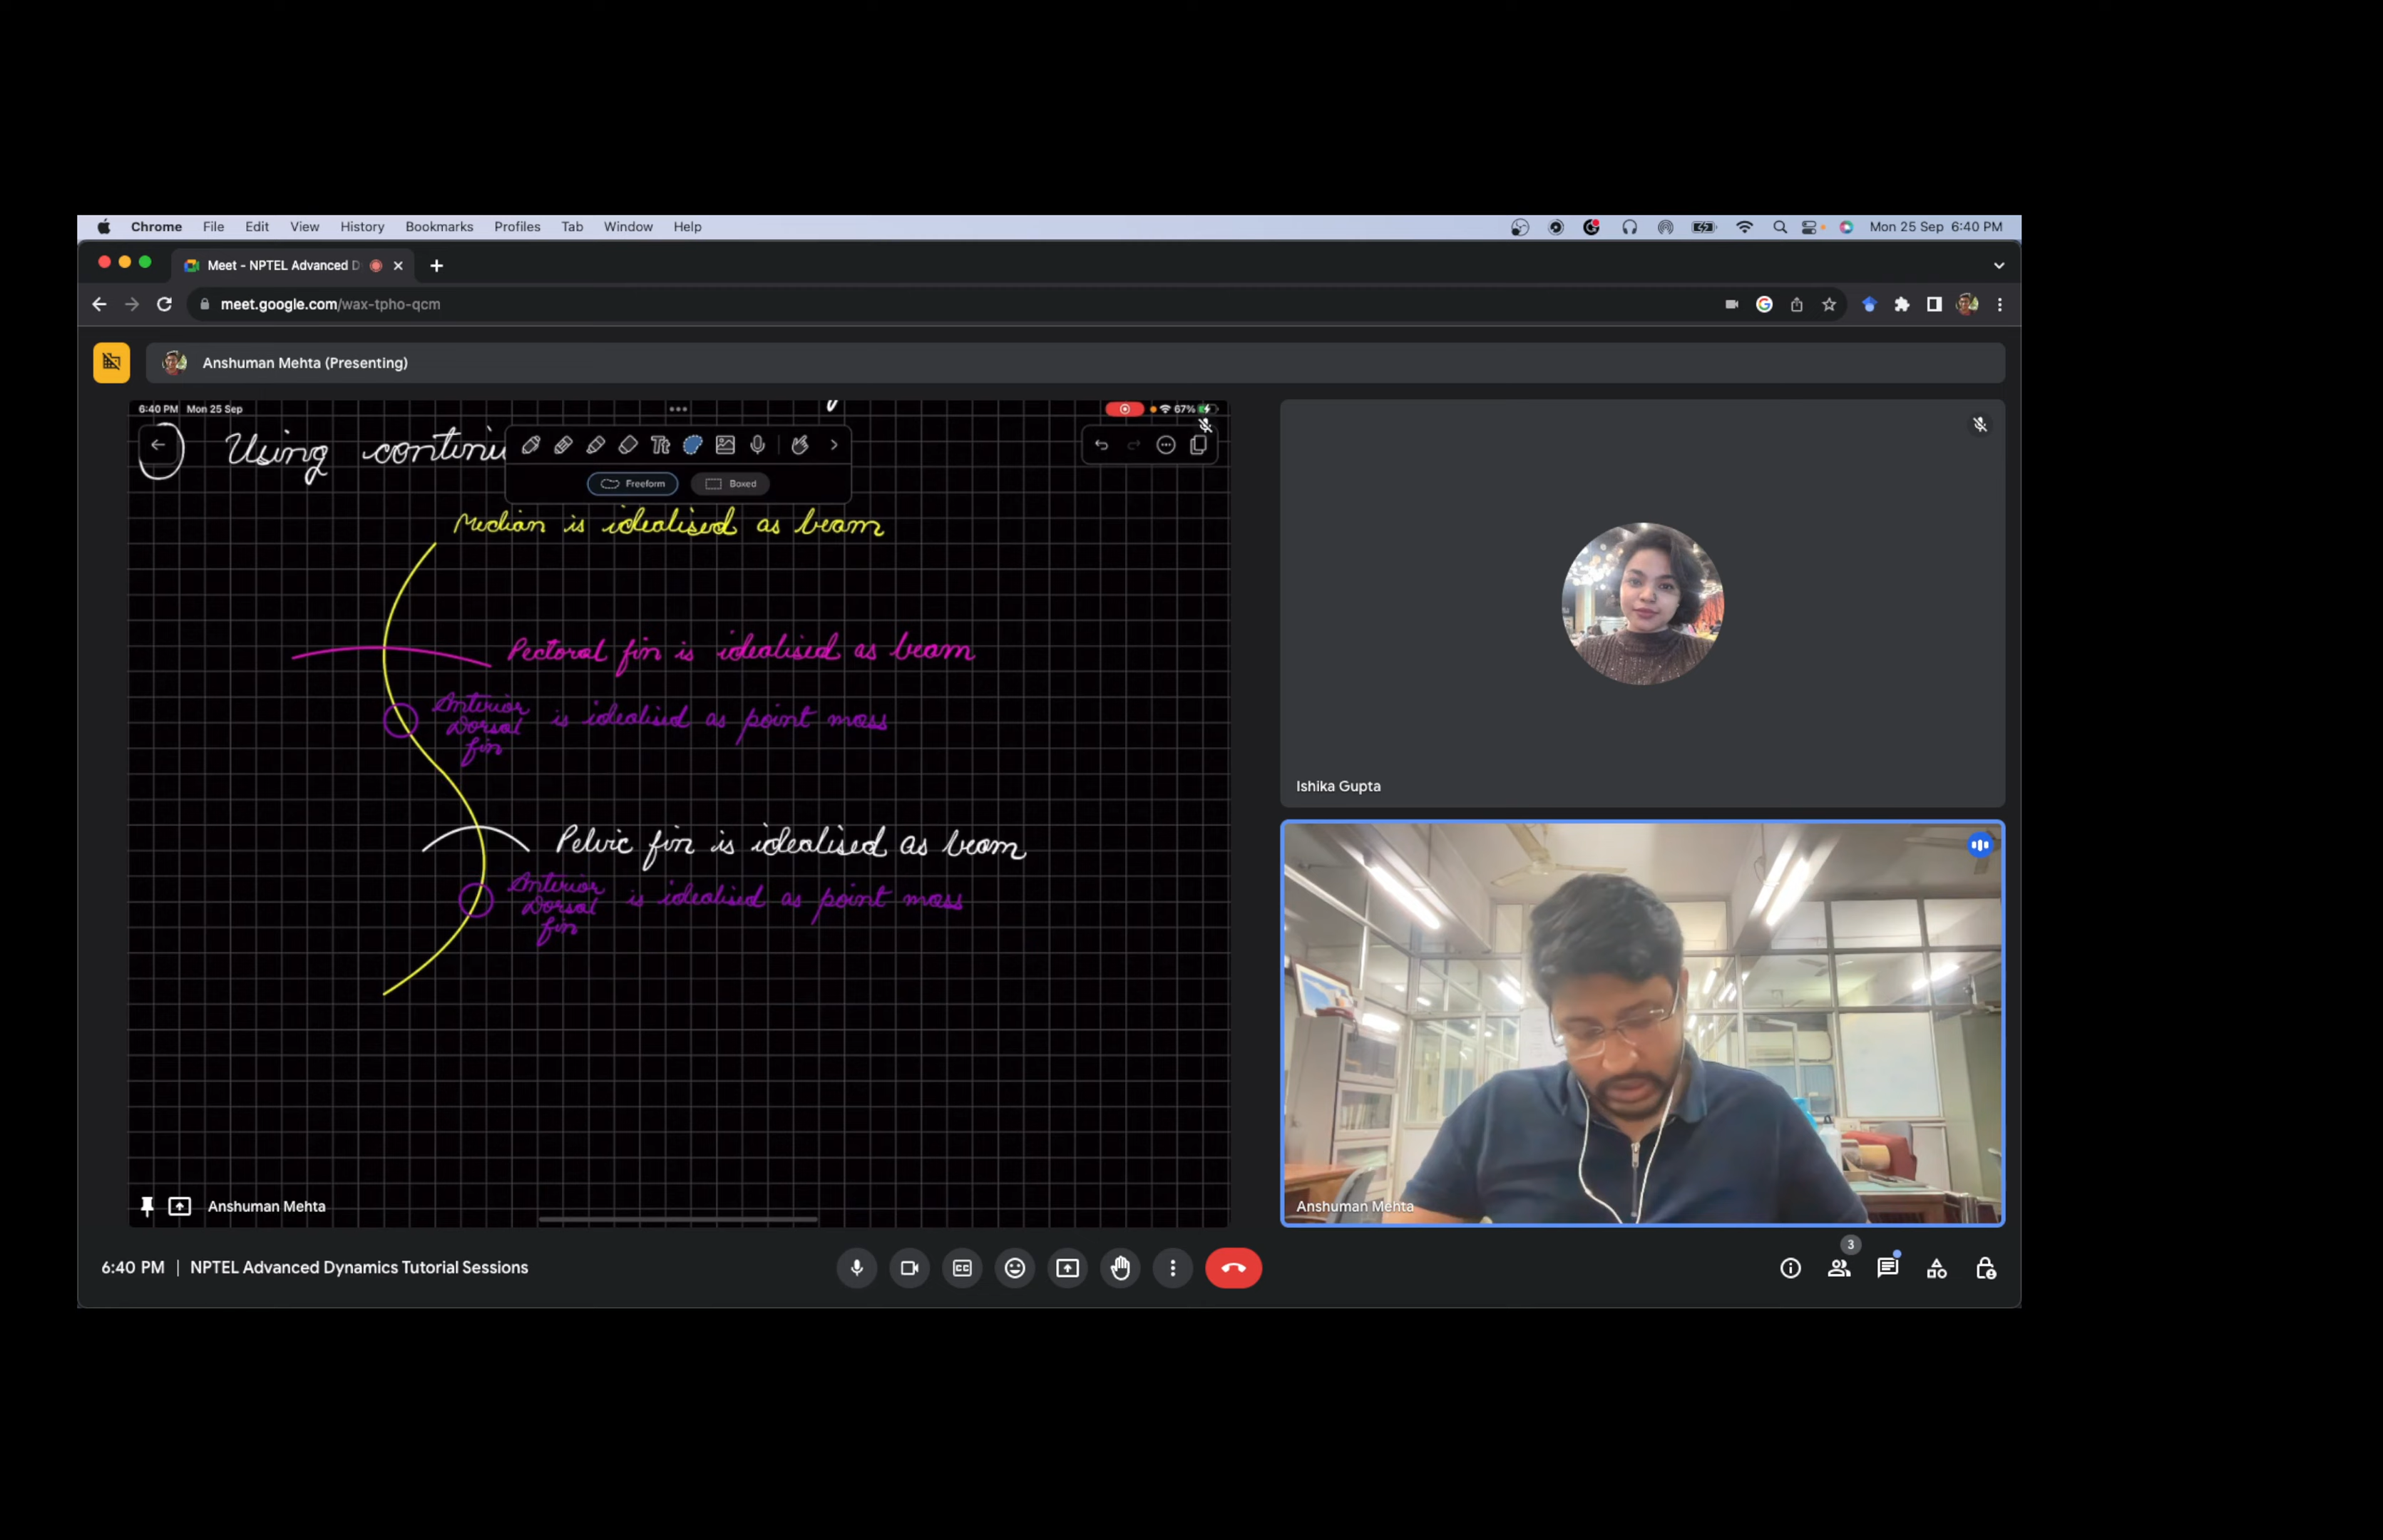 Chrome File Edit View History Bookmarks Profiles Tab Window Help Mon 25 Sep 6:40 PM
Meet - NPTEL Advanced D
meet.google.com/wax-tpho-qcm
Anshuman Mehta (Presenting)
6:40 PM Mon 25 Sep 67%
Using continu
Freeform Boxed
Median is idealised as beam
Pectoral fin is idealised as beam
Anterior
Dorsal
fin
is idealised as point mass
Pelvic fin is idealised as beam
Anterior
Dorsal
fin
is idealised as point mass
Anshuman Mehta
Ishika Gupta
Anshuman Mehta
3
6:40 PM | NPTEL Advanced Dynamics Tutorial Sessions